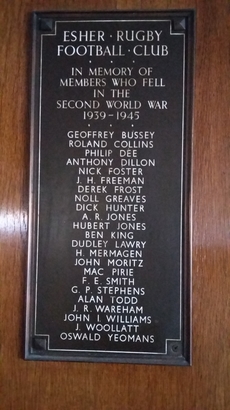 ESHER · RUGBY
FOOTBALL · CLUB
IN MEMORY OF
MEMBERS WHO FELL
IN THE
SECOND WORLD WAR
1939-1945
GEOFFREY BUSSEY
ROLAND COLLINS
PHILIP DEE
ANTHONY DILLON
NICK FOSTER
J. H. FREEMAN
DEREK FROST
NOLL GREAVES
DICK HUNTER
A. R. JONES
HUBERT JONES
BEN KING
DUDLEY LAWRY
H. MERMAGEN
JOHN MORITZ
MAC PIRIE
F. E. SMITH
G. P. STEPHENS
ALAN TODD
J. R. WAREHAM
JOHN I. WILLIAMS
J. WOOLLATT
OSWALD YEOMANS